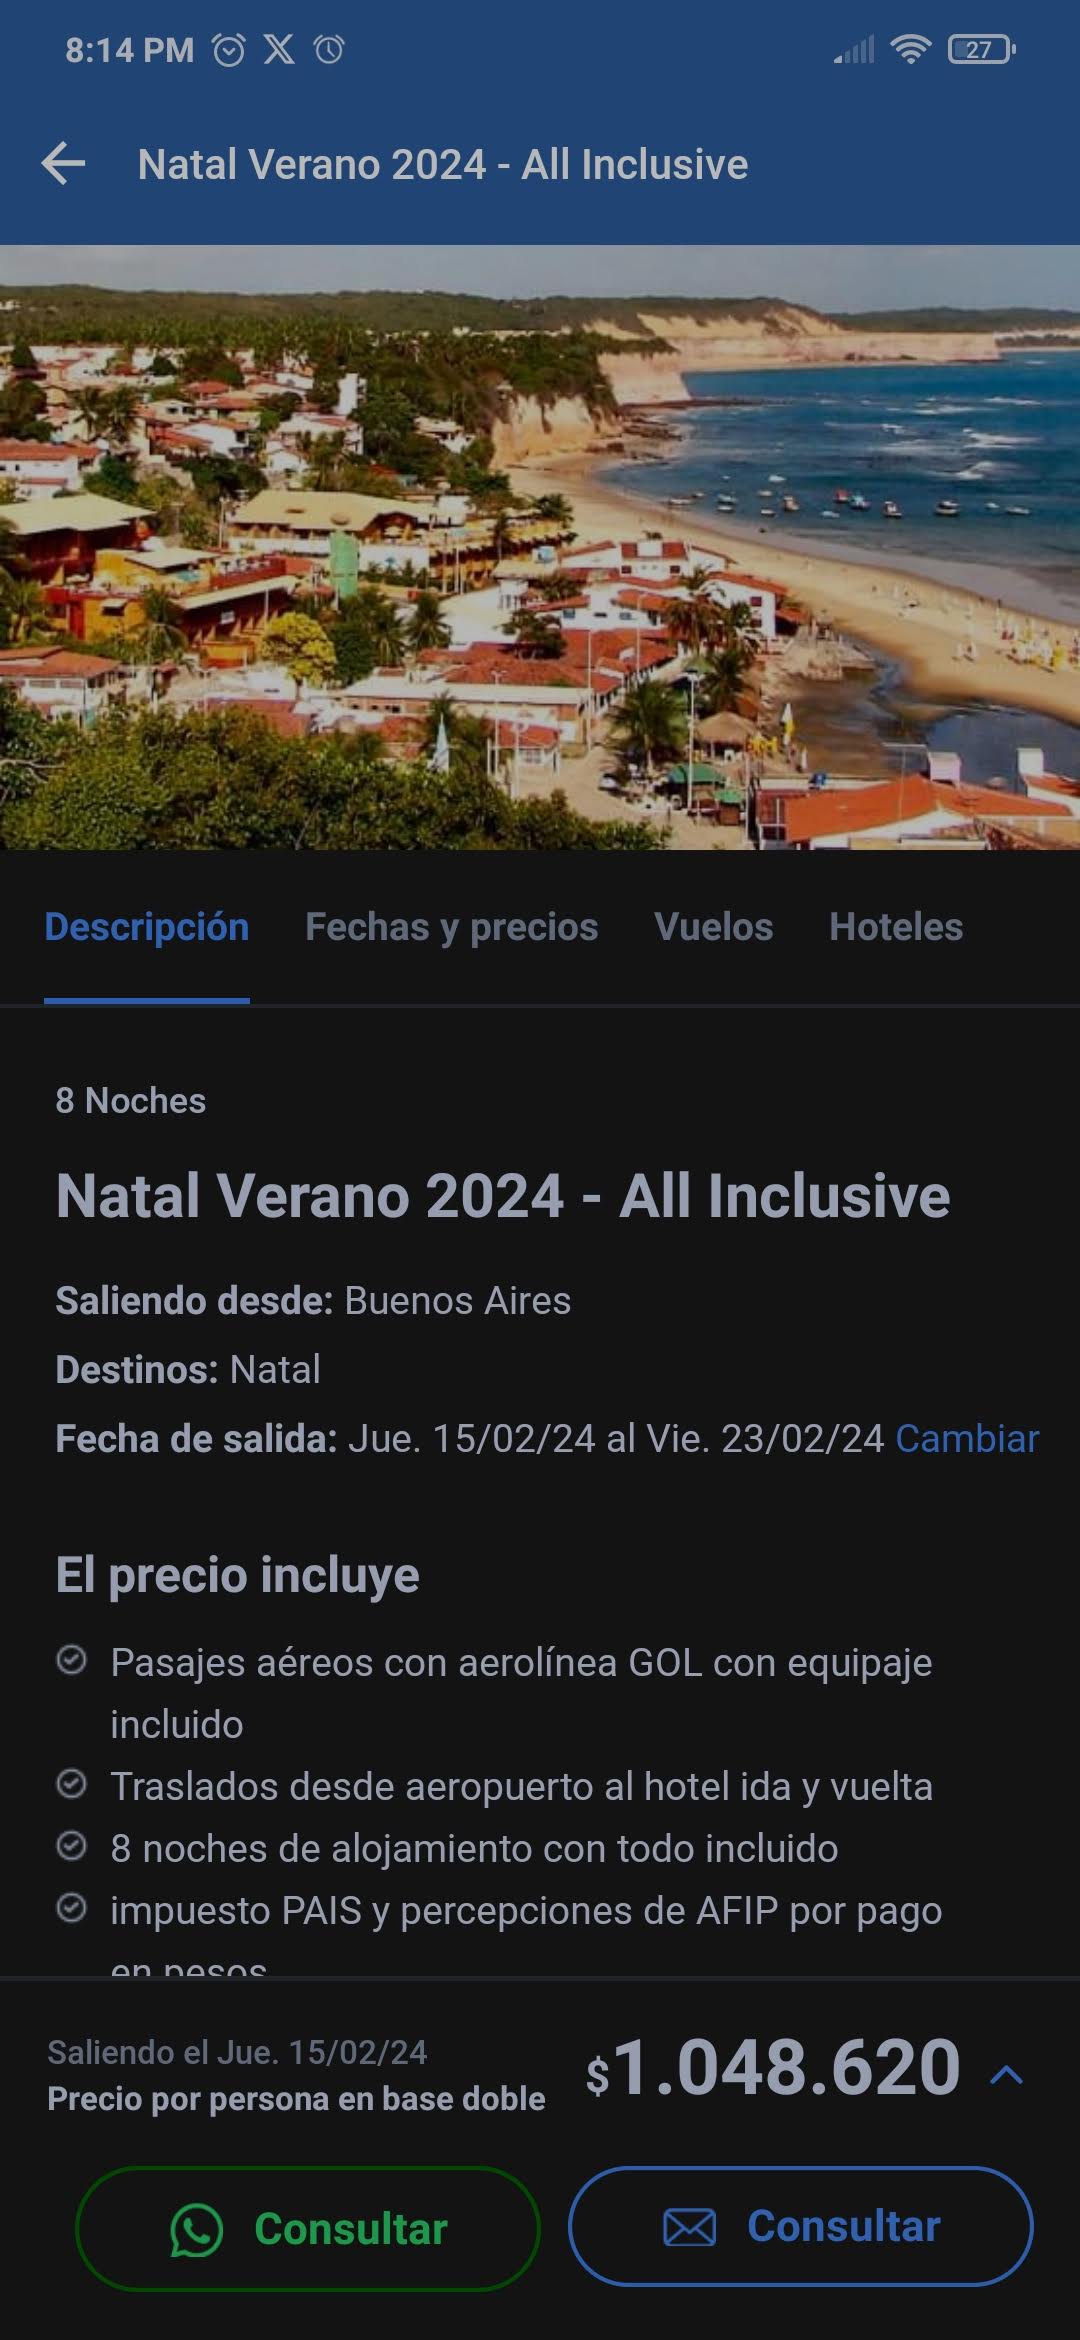 8:14 PM
27
Natal Verano 2024 - All Inclusive
Descripción Fechas y precios Vuelos Hoteles
8 Noches
Natal Verano 2024 - All Inclusive
Saliendo desde: Buenos Aires
Destinos: Natal
Fecha de salida: Jue. 15/02/24 al Vie. 23/02/24 Cambiar
El precio incluye
Pasajes aéreos con aerolínea GOL con equipaje
incluido
Traslados desde aeropuerto al hotel ida y vuelta
8 noches de alojamiento con todo incluido
impuesto PAIS y percepciones de AFIP por pago
en pesos
Saliendo el Jue. 15/02/24
Precio por persona en base doble
$1.048.620
Consultar
Consultar